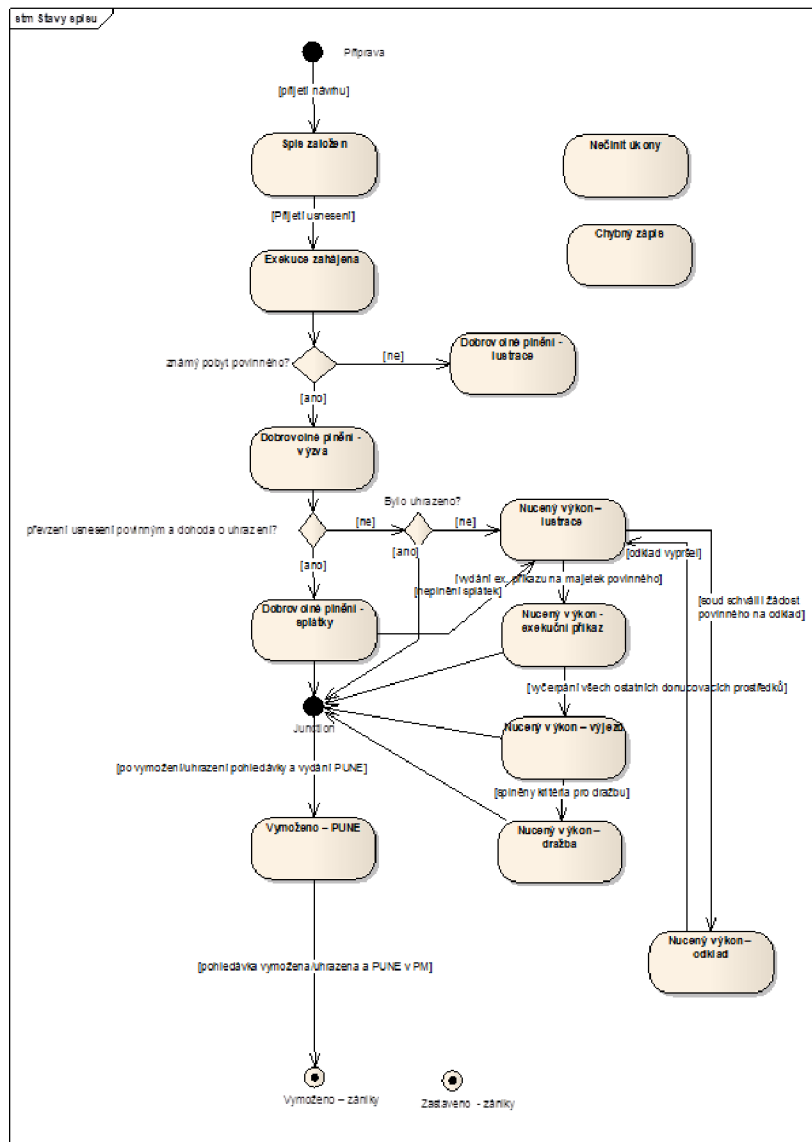 stm Stavy spisu
Příprava
[přijetí návrhu]
Spis založen
Nečinit úkony
[Přijetí usnesení]
Chybný zápis
Exekuce zahájena
známý pobyt povinného?
[ne]
Dobrovolné plnění -
lustrace
[ano]
Dobrovolné plnění -
výzva
Bylo uhrazeno?
převzení usnesení povinným a dohoda o uhrazení?
[ne]
[ne]
Nucený výkon–
lustrace
[ano]
[ano]
[odklad vypršel]
[vydání ex. příkazu na majetek povinného]
[neplnění splátek]
[soud schválil žádost
povinného na odklad]
Dobrovolné plnění -
splátky
Nucený výkon -
exekuční příkaz
[vyčerpání všech ostatních donucovacích prostředků]
Junction
Nucený výkon – výjezd
[po vymožení/uhrazení pohledávky a vydání PUNE]
[splněny kritéria pro dražbu]
Vymoženo – PUNE
Nucený výkon–
dražba
Nucený výkon–
odklad
[pohledávka vymožena/uhrazena a PUNE v PM]
Vymoženo – zániky
Zastaveno - zániky